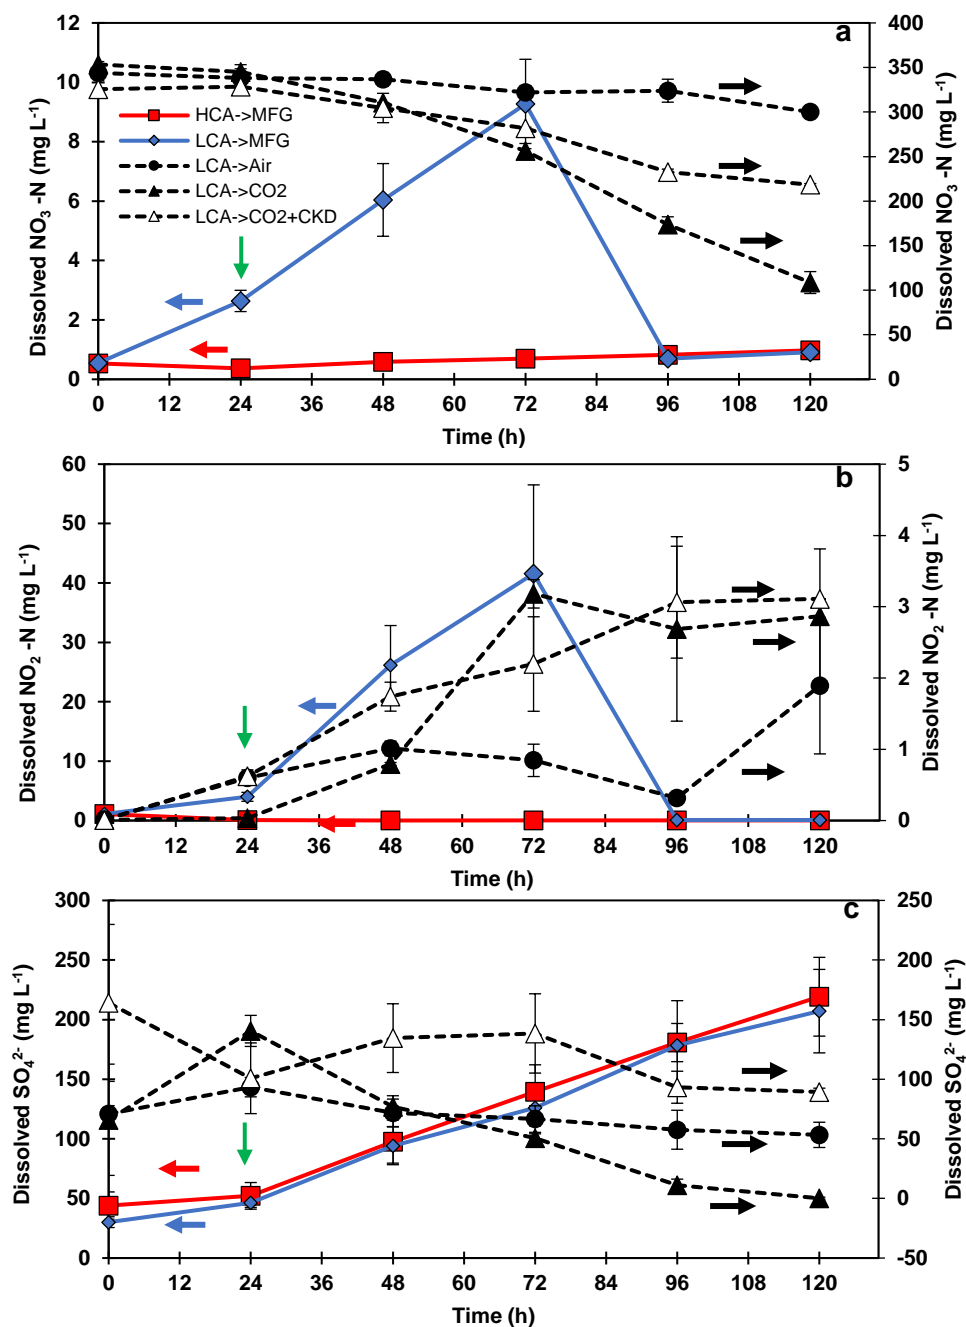 a
Dissolved NO3 -N (mg L-1)
12
10
8
6
4
2
0
HCA->MFG
LCA->MFG
LCA->Air
LCA->CO2
LCA->CO2+CKD
400
350
300
250
200
150
100
50
0
Dissolved NO3 -N (mg L-1)
0 12 24 36 48 60 72 84 96 108 120
Time (h)
b
Dissolved NO2 -N (mg L-1)
60
50
40
30
20
10
0
5
4
3
2
1
0
Dissolved NO2 -N (mg L-1)
0 12 24 36 48 60 72 84 96 108 120
Time (h)
c
Dissolved SO4 2- (mg L-1)
300
250
200
150
100
50
0
250
200
150
100
50
0
-50
Dissolved SO4 2- (mg L-1)
0 12 24 36 48 60 72 84 96 108 120
Time (h)